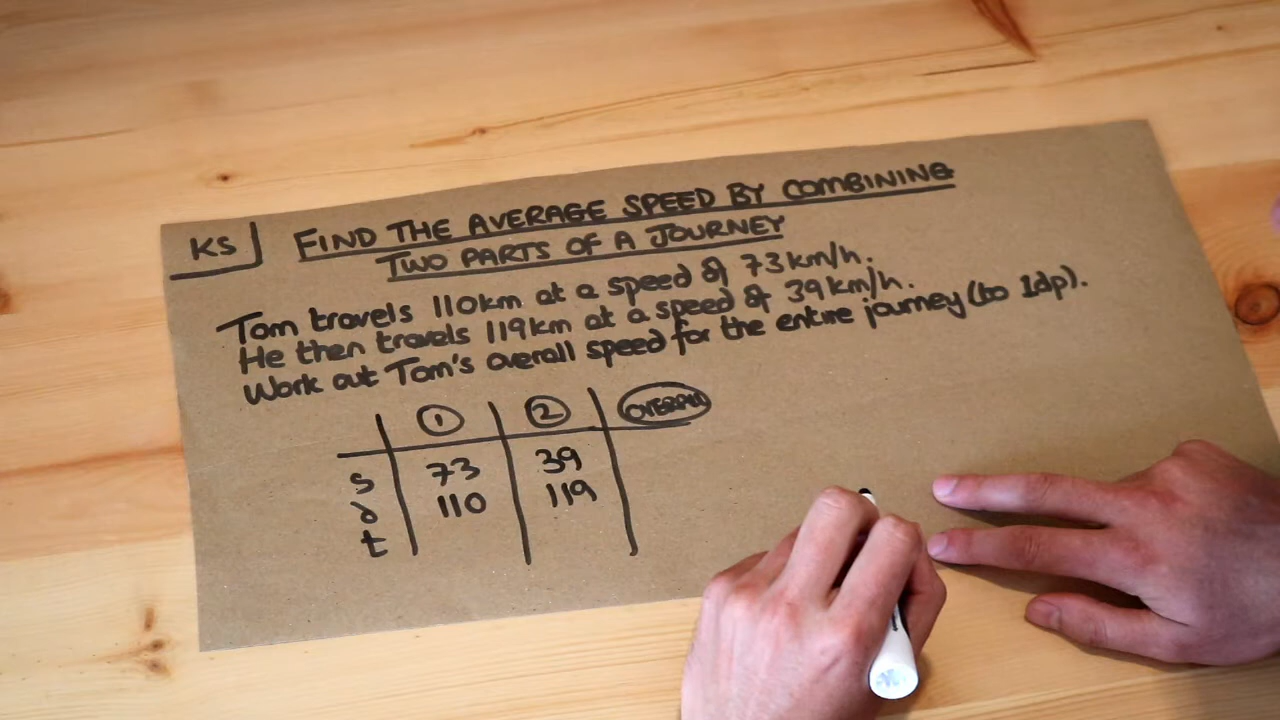 KS
FIND THE AVERAGE SPEED BY COMBINING
TWO PARTS OF A JOURNEY
Tom travels 110km at a speed of 73km/h.
He then travels 119km at a speed of 39km/h.
Work out Tom's overall speed for the entire journey (to 1dp).
1 2 OVERALL
s 73 39
d 110 119
t